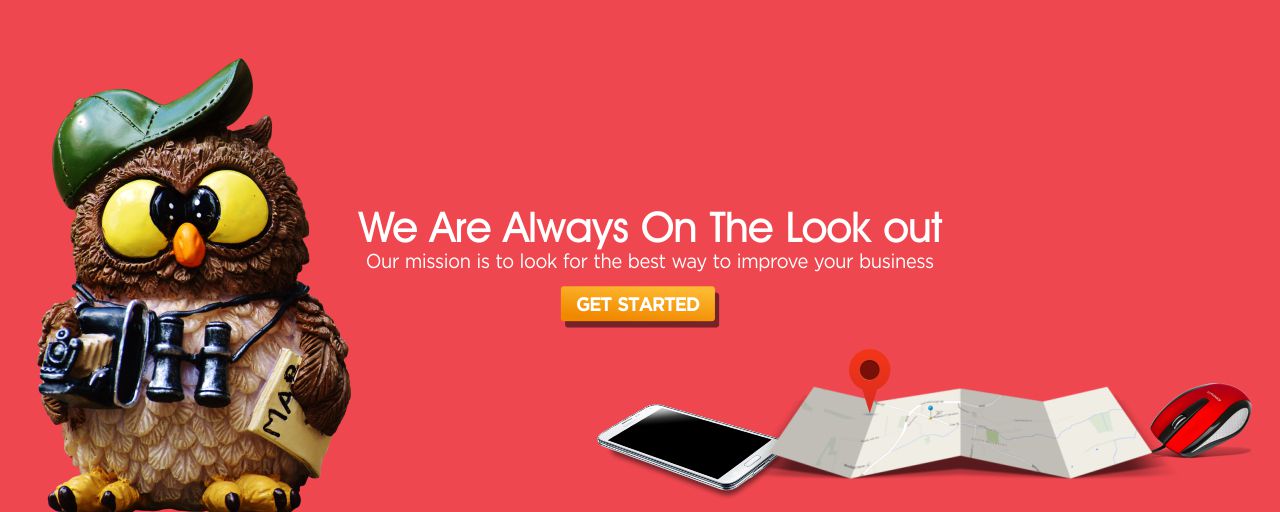 We Are Always On The Look out
Our mission is to look for the best way to improve your business
GET STARTED
MAP